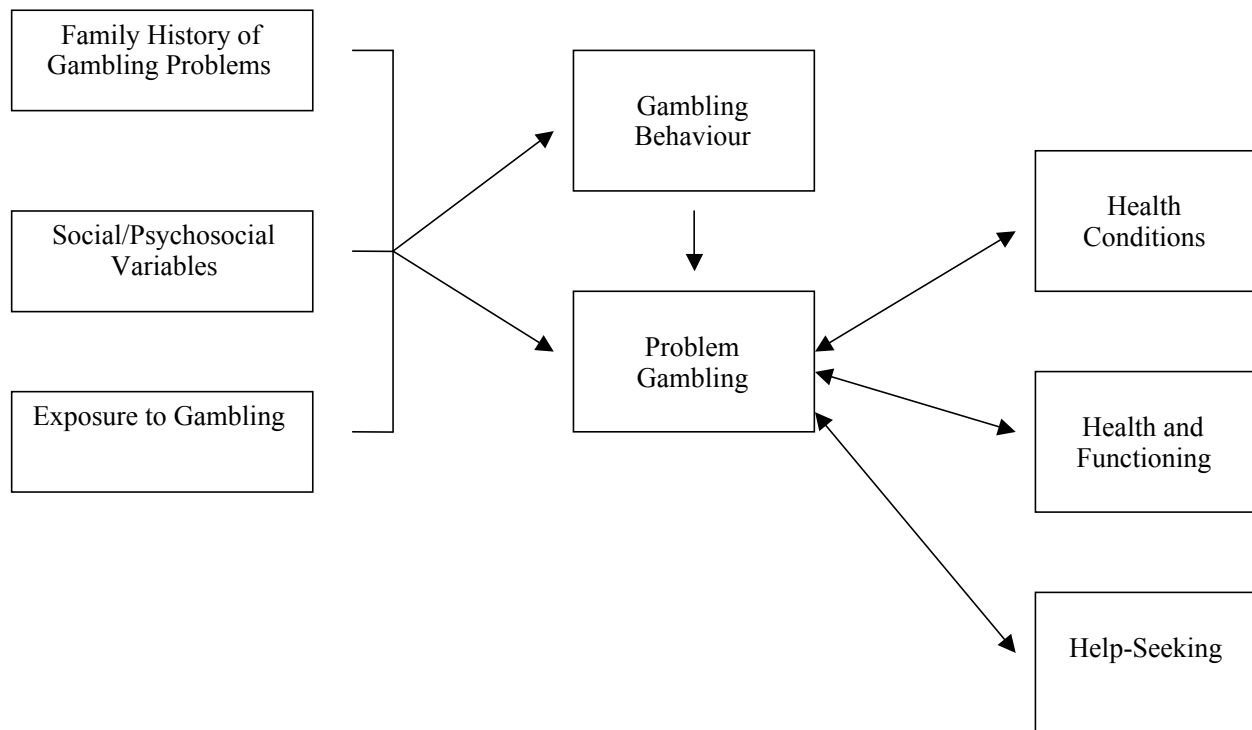 Family History of
Gambling Problems
Social/Psychosocial
Variables
Exposure to Gambling
Gambling
Behaviour
Problem
Gambling
Health
Conditions
Health and
Functioning
Help-Seeking